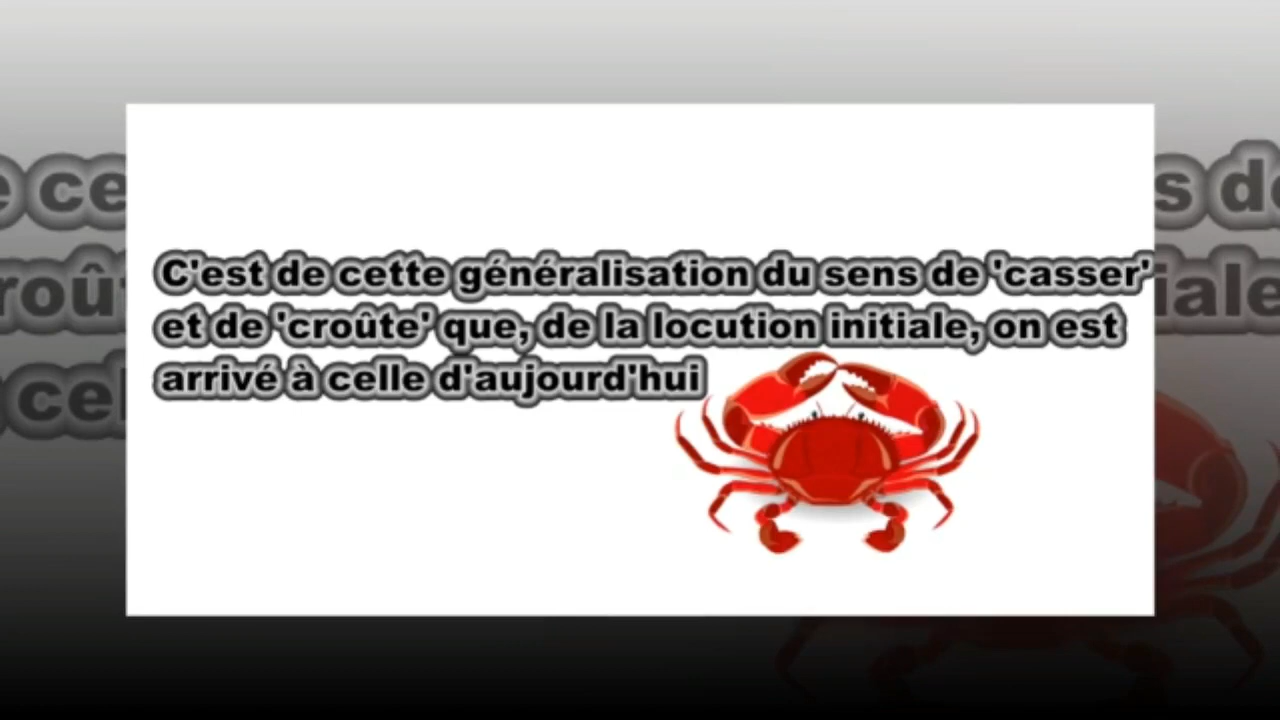 C'est de cette généralisation du sens de 'casser'
et de 'croûte' que, de la locution initiale, on est
arrivé à celle d'aujourd'hui